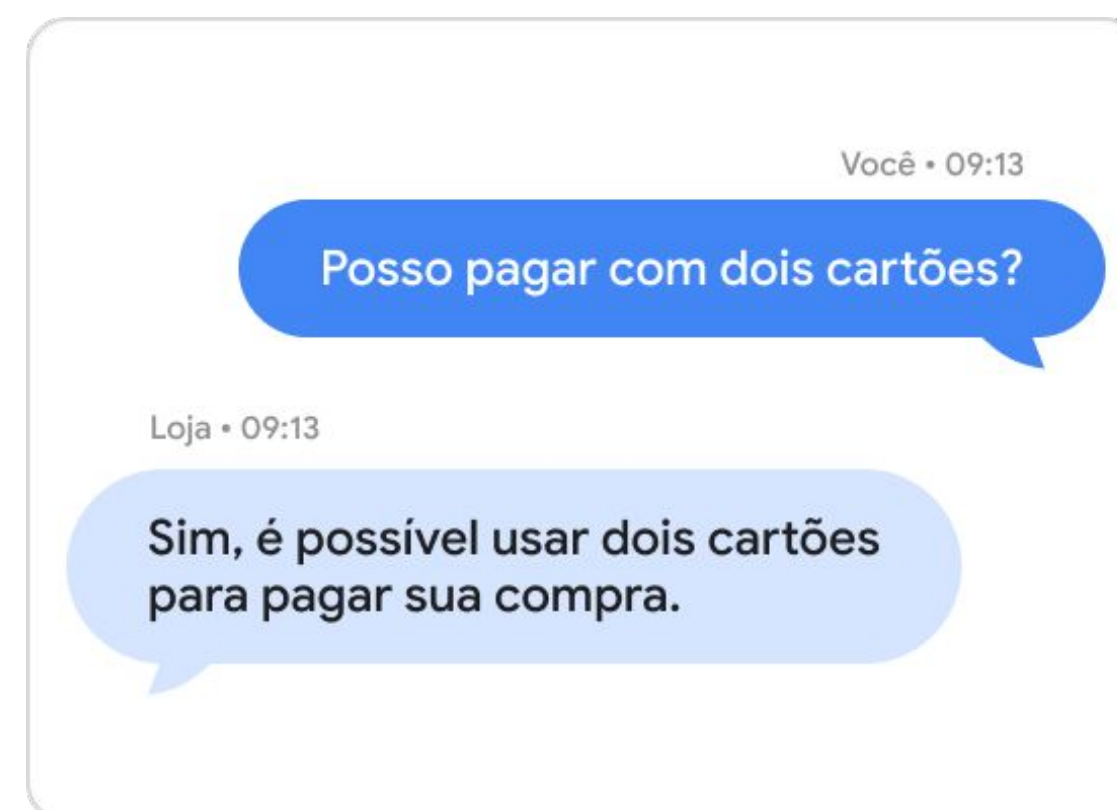 Você • 09:13
Posso pagar com dois cartões?
Loja • 09:13
Sim, é possível usar dois cartões
para pagar sua compra.